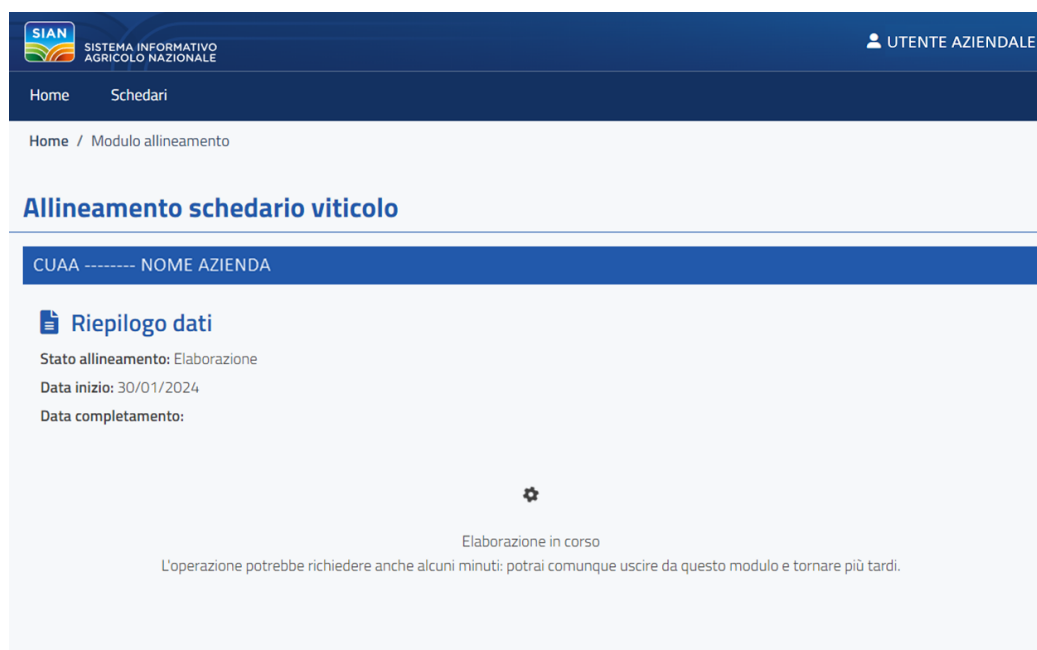 SIAN
SISTEMA INFORMATIVO
AGRICOLO NAZIONALE
UTENTE AZIENDALE
Home Schedari
Home / Modulo allineamento
Allineamento schedario viticolo
CUAA -------- NOME AZIENDA
Riepilogo dati
Stato allineamento: Elaborazione
Data inizio: 30/01/2024
Data completamento:
Elaborazione in corso
L'operazione potrebbe richiedere anche alcuni minuti: potrai comunque uscire da questo modulo e tornare più tardi.